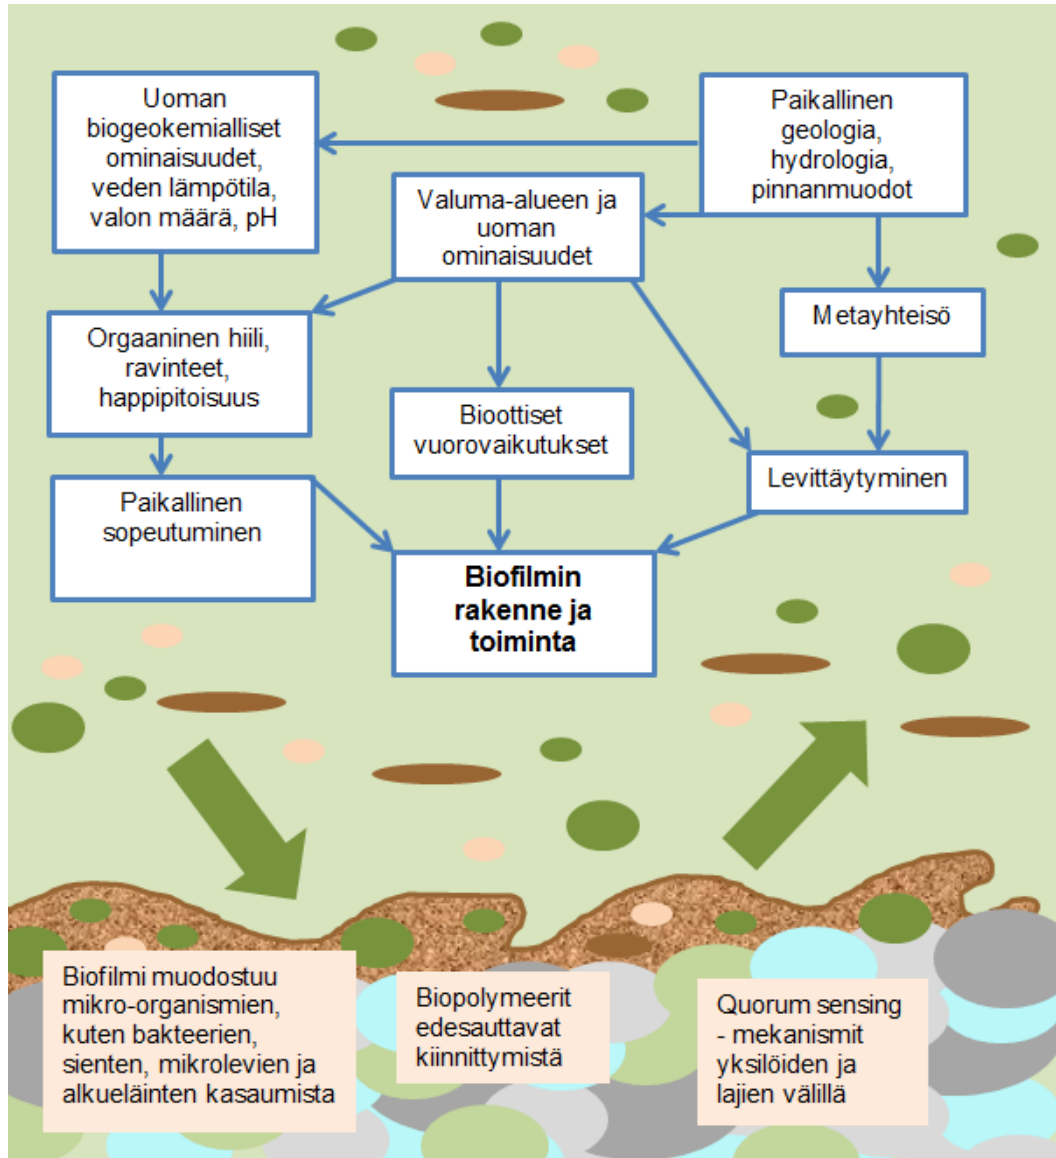 Uoman
biogeokemialliset
ominaisuudet,
veden lämpötila,
valon määrä, pH
Paikallinen
geologia,
hydrologia,
pinnanmuodot
Valuma-alueen ja
uoman
ominaisuudet
Metayhteisö
Orgaaninen hiili,
ravinteet,
happipitoisuus
Bioottiset
vuorovaikutukset
Levittäytyminen
Paikallinen
sopeutuminen
Biofilmin
rakenne ja
toiminta
Biofilmi muodostuu
mikro-organismien,
kuten bakteerien,
sienten, mikrolevien ja
alkueläinten kasaumista
Biopolymeerit
edesauttavat
kiinnittymistä
Quorum sensing
- mekanismit
yksilöiden ja
lajien välillä